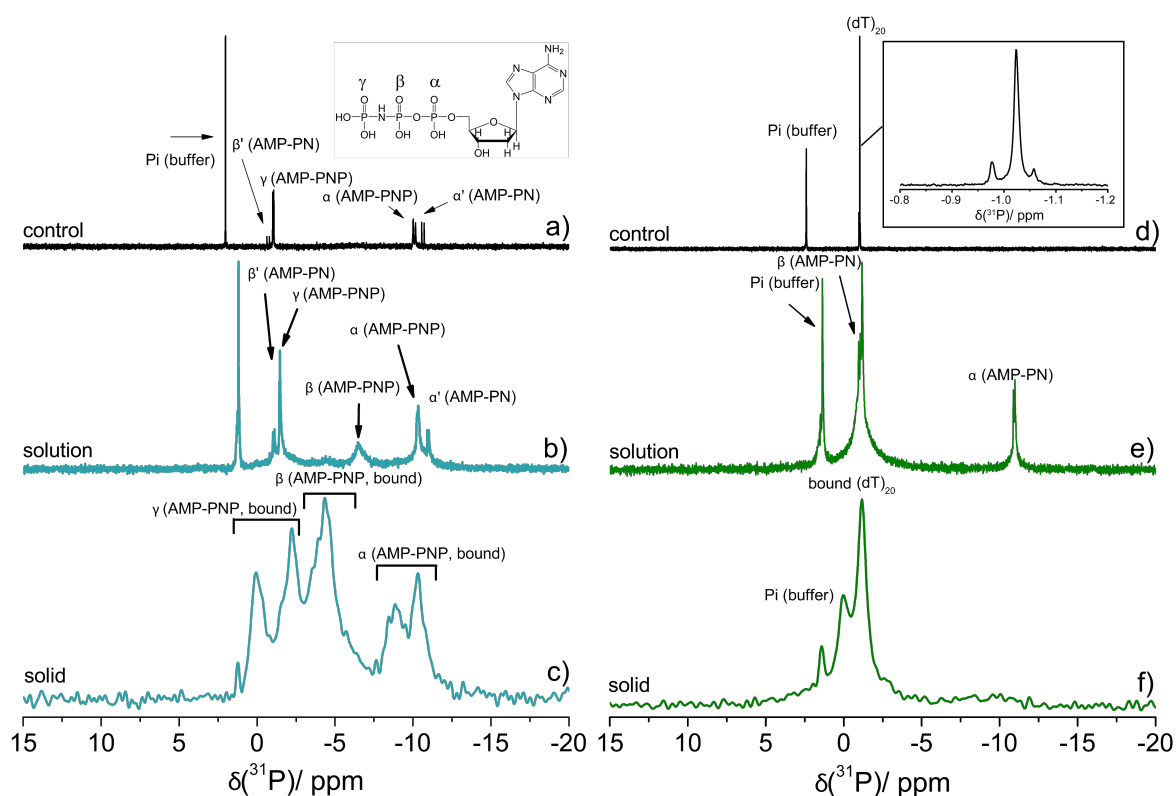 γ
β
α
O
O
O
HO
P
N
H
P
O
P
O
OH
OH
OH
O
OH
H
H
H
NH₂
N
N
N
N
Pi (buffer)
β' (AMP-PN)
γ (AMP-PNP)
α (AMP-PNP)
α' (AMP-PN)
control
a)
β' (AMP-PN)
γ (AMP-PNP)
α (AMP-PNP)
β (AMP-PNP)
α' (AMP-PN)
solution
b)
β (AMP-PNP, bound)
γ (AMP-PNP, bound)
α (AMP-PNP, bound)
solid
c)
15 10 5 0 -5 -10 -15 -20
δ(³¹P)/ ppm
(dT)₂₀
Pi (buffer)
-0.8 -0.9 -1.0 -1.1 -1.2
δ(³¹P)/ ppm
control
d)
β (AMP-PN)
Pi (buffer)
α (AMP-PN)
solution
e)
bound (dT)₂₀
Pi (buffer)
solid
f)
15 10 5 0 -5 -10 -15 -20
δ(³¹P)/ ppm